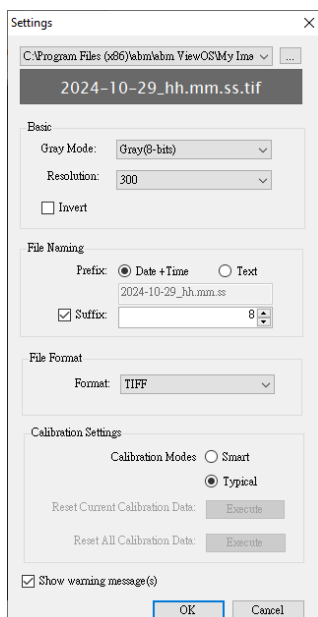 Settings
C:\Program Files (x86)\abm\abm ViewOS\My Ima
...
2024-10-29_hh.mm.ss.tif
Basic
Gray Mode: Gray(8-bits)
Resolution: 300
Invert
File Naming
Prefix: Date +Time Text
2024-10-29_hh.mm.ss
Suffix: 8
File Format
Format: TIFF
Calibration Settings
Calibration Modes Smart
Typical
Reset Current Calibration Data: Execute
Reset All Calibration Data: Execute
Show warning message(s)
OK Cancel